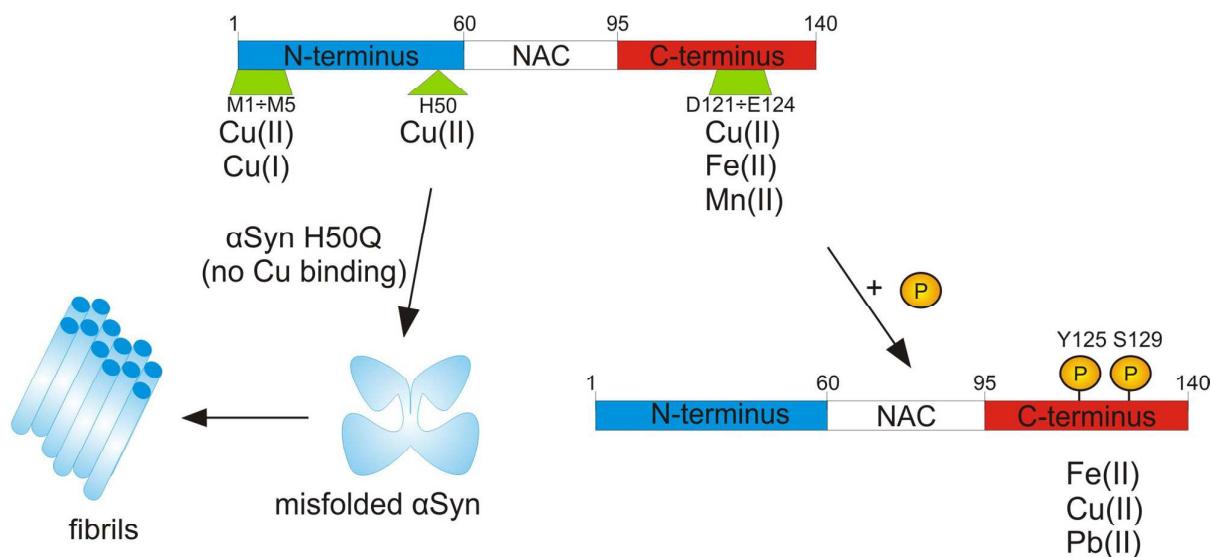 1 60 95 140
N-terminus NAC C-terminus
M1÷M5 H50 D121÷E124
Cu(II) Cu(II) Cu(II)
Cu(I) Fe(II)
Mn(II)
αSyn H50Q
(no Cu binding)
+ P
Y125 S129
P P
1 60 95 140
N-terminus NAC C-terminus
Fe(II)
Cu(II)
Pb(II)
misfolded αSyn
fibrils